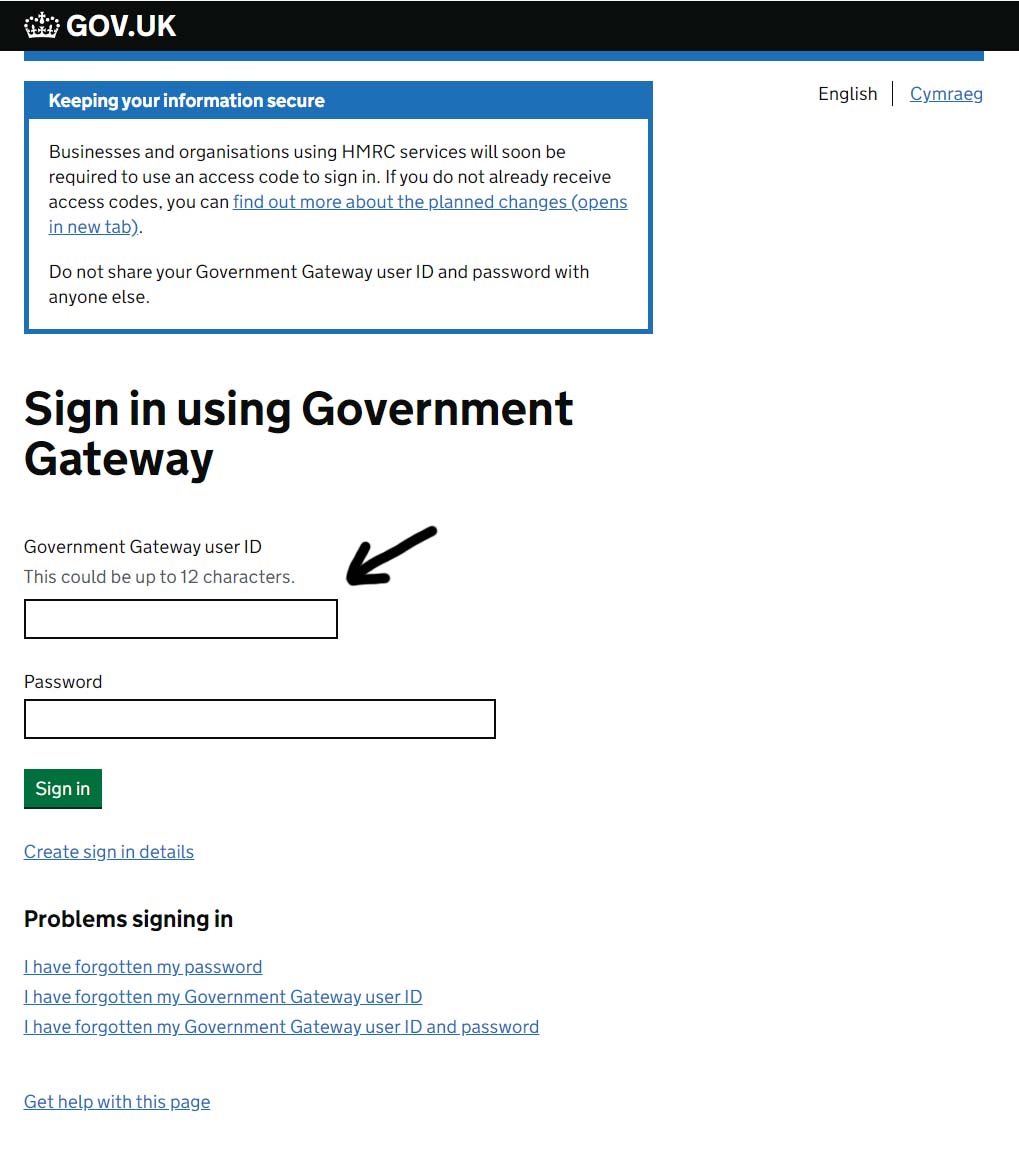 GOV.UK
Keeping your information secure
English
Cymraeg
Businesses and organisations using HMRC services will soon be
required to use an access code to sign in. If you do not already receive
access codes, you can find out more about the planned changes (opens
in new tab).
Do not share your Government Gateway user ID and password with
anyone else.
Sign in using Government
Gateway
Government Gateway user ID
This could be up to 12 characters.
Password
Sign in
Create sign in details
Problems signing in
I have forgotten my password
I have forgotten my Government Gateway user ID
I have forgotten my Government Gateway user ID and password
Get help with this page